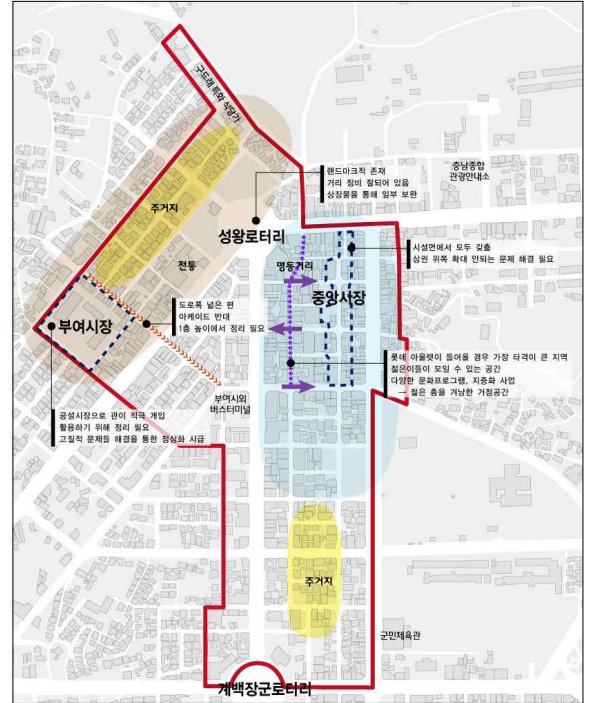 구드래 특화 식당가
충남종합
관광안내소
랜드마크적 존재
거리 정비 잘되어 있음
상징물을 통해 일부 보완
주거지
성왕로터리
시설면에서 모두 갖춤
상권 위쪽 확대 안되는 문제 해결 필요
전통
명동거리
중앙시장
도로폭 넓은 편
아케이드 반대
1층 높이에서 정리 필요
부여시장
롯데 아울렛이 들어올 경우 가장 타격이 큰 지역
젊은이들이 모일 수 있는 공간
다양한 문화프로그램, 지중화 사업
→ 젊은 층을 겨냥한 거점공간
부여시외
버스터미널
공설시장으로 관이 적극 개입
활용하기 위해 정리 필요
고질적 문제들 해결을 통한 정상화 시급
주거지
군민체육관
계백장군로터리